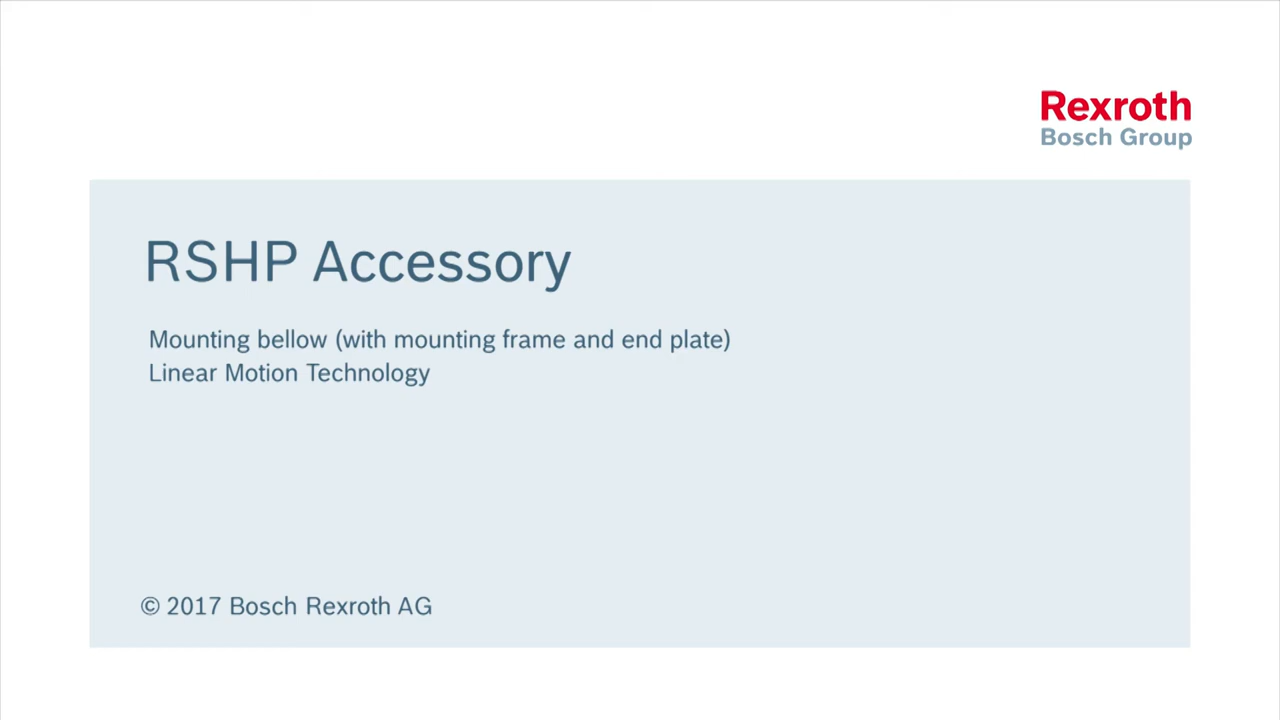 Rexroth
Bosch Group
RSHP Accessory
Mounting bellow (with mounting frame and end plate)
Linear Motion Technology
© 2017 Bosch Rexroth AG